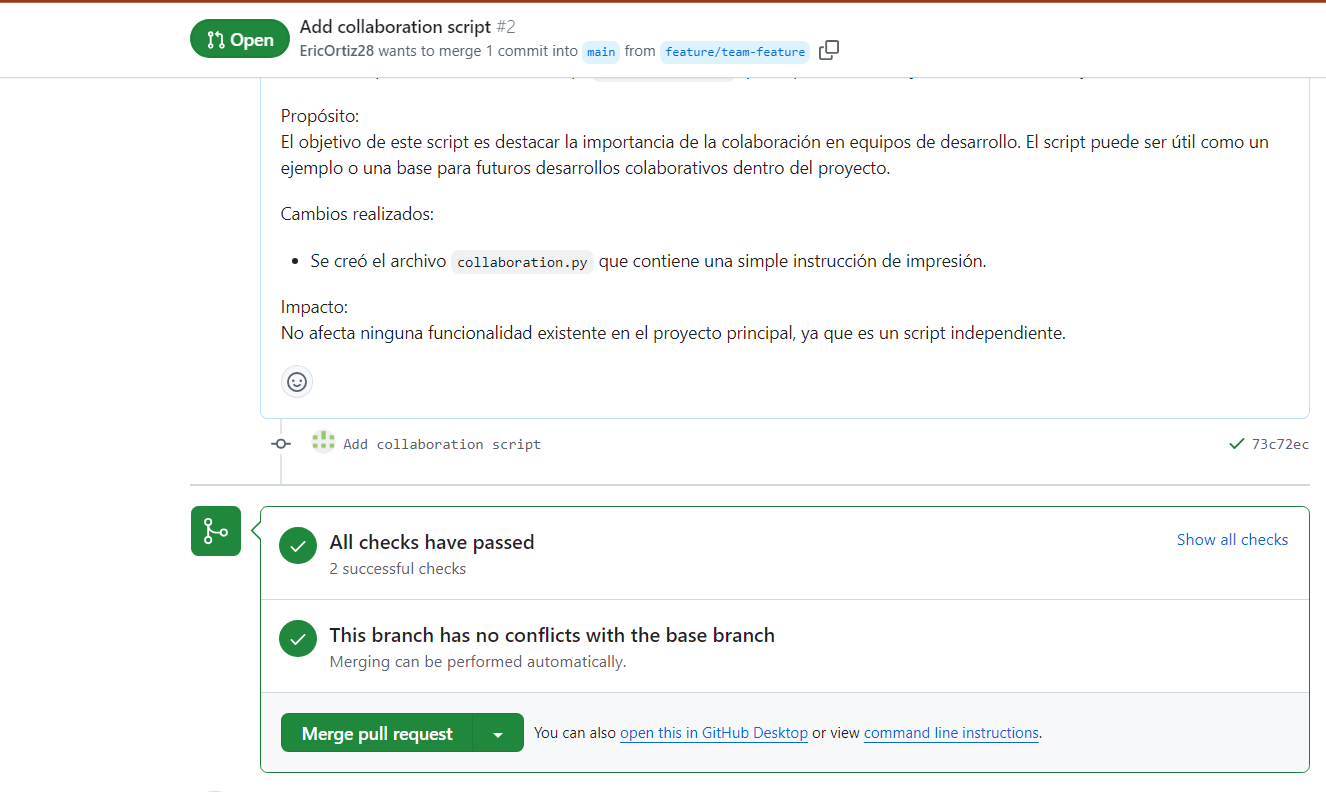 Open
Add collaboration script #2
EricOrtiz28 wants to merge 1 commit into main from feature/team-feature
Propósito:
El objetivo de este script es destacar la importancia de la colaboración en equipos de desarrollo. El script puede ser útil como un
ejemplo o una base para futuros desarrollos colaborativos dentro del proyecto.
Cambios realizados:
Se creó el archivo collaboration.py que contiene una simple instrucción de impresión.
Impacto:
No afecta ninguna funcionalidad existente en el proyecto principal, ya que es un script independiente.
Add collaboration script 73c72ec
All checks have passed
Show all checks
2 successful checks
This branch has no conflicts with the base branch
Merging can be performed automatically.
Merge pull request
You can also open this in GitHub Desktop or view command line instructions.